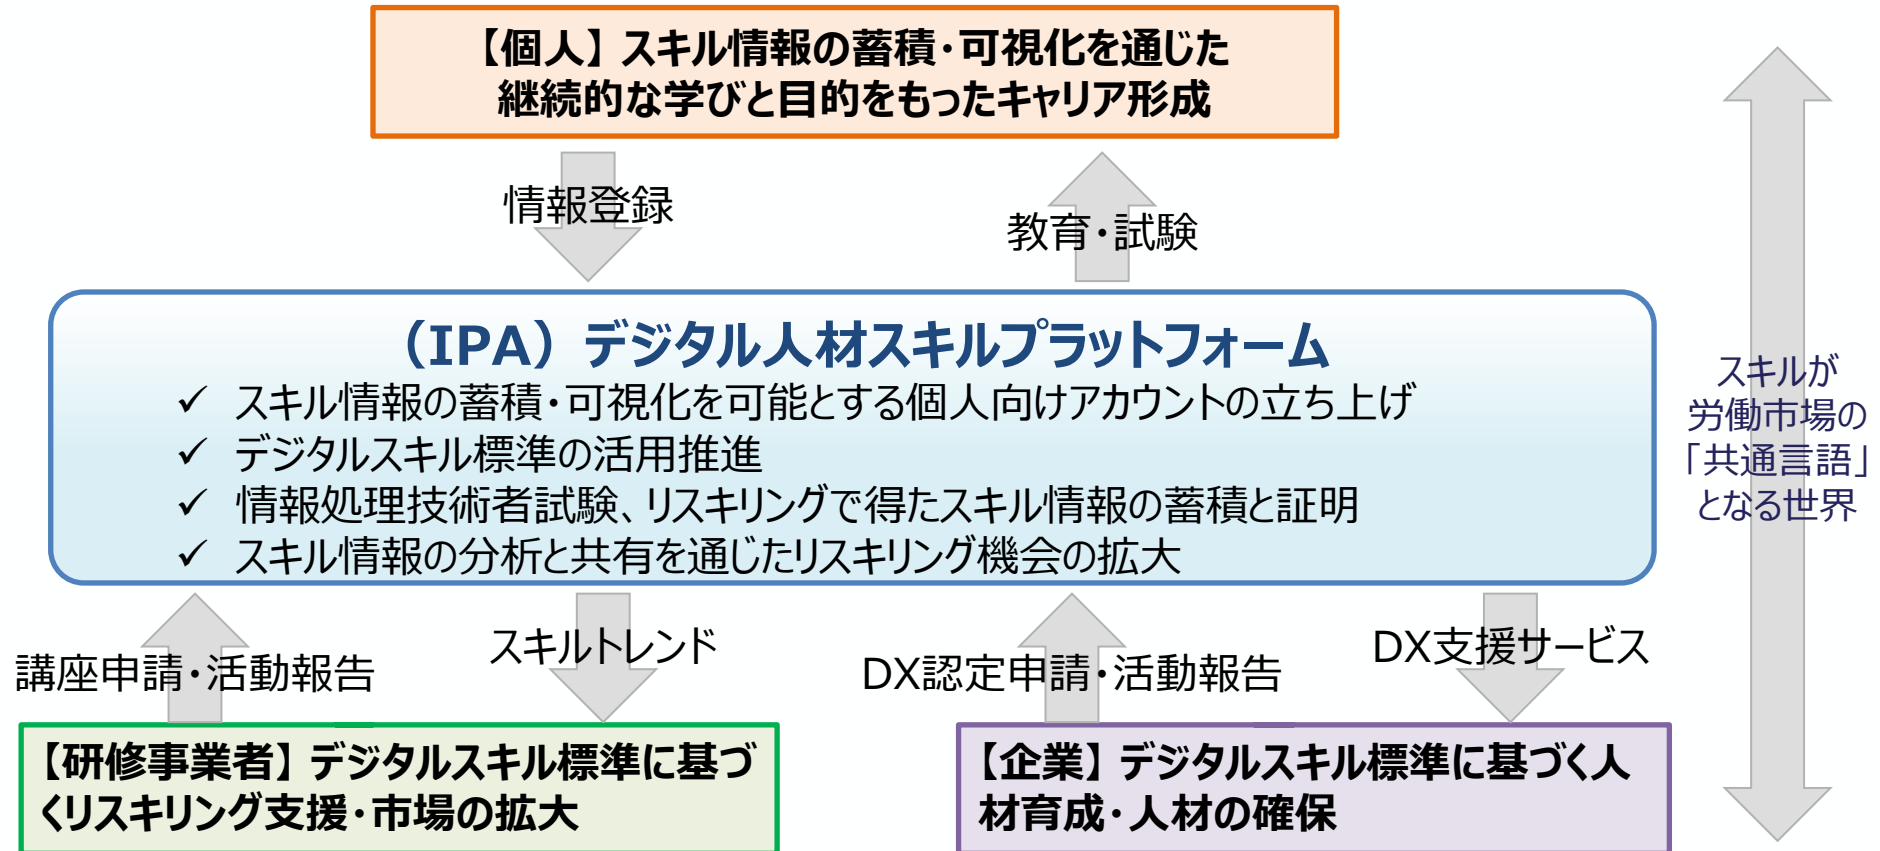 【個人】スキル情報の蓄積・可視化を通じた
継続的な学びと目的をもったキャリア形成
情報登録
教育・試験
（IPA）デジタル人材スキルプラットフォーム
✓ スキル情報の蓄積・可視化を可能とする個人向けアカウントの立ち上げ
✓ デジタルスキル標準の活用推進
✓ 情報処理技術者試験、リスキリングで得たスキル情報の蓄積と証明
✓ スキル情報の分析と共有を通じたリスキリング機会の拡大
スキルが
労働市場の
「共通言語」
となる世界
講座申請・活動報告
スキルトレンド
DX認定申請・活動報告
DX支援サービス
【研修事業者】デジタルスキル標準に基づ
くリスキリング支援・市場の拡大
【企業】デジタルスキル標準に基づく人
材育成・人材の確保